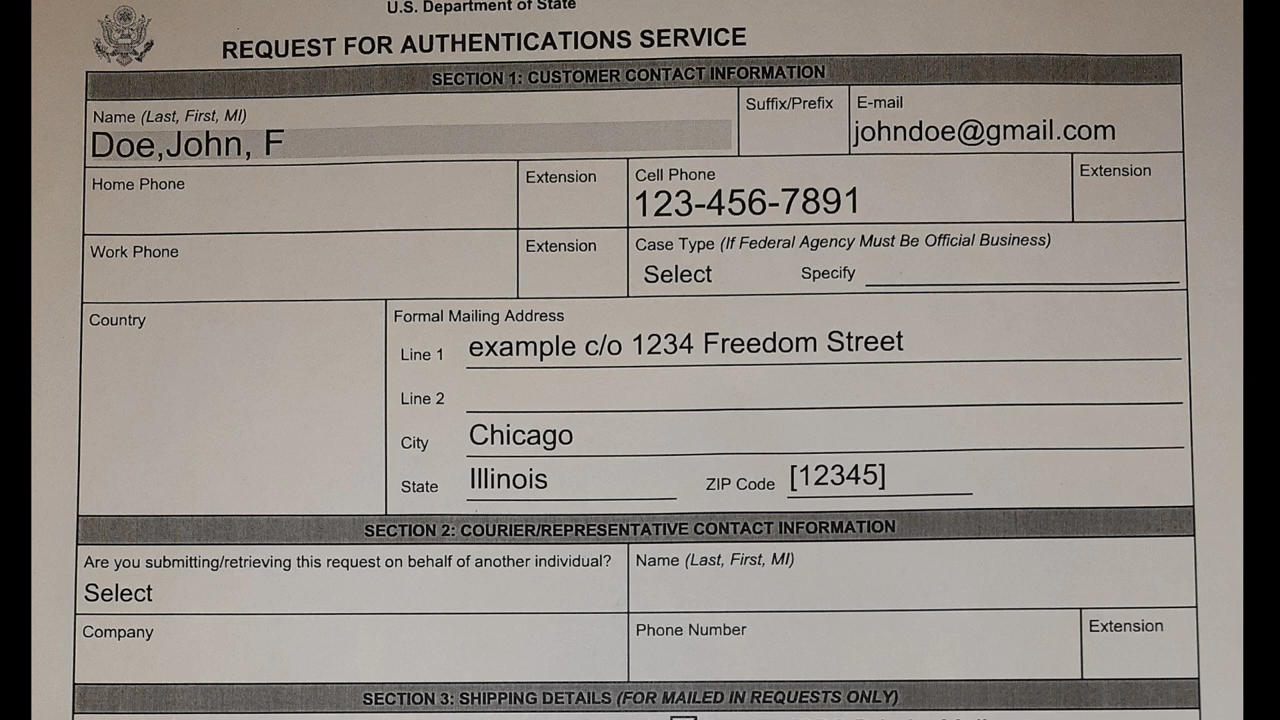 U.S. Department of State
REQUEST FOR AUTHENTICATIONS SERVICE
SECTION 1: CUSTOMER CONTACT INFORMATION
Name (Last, First, MI)
Doe,John, F
Suffix/Prefix
E-mail
johndoe@gmail.com
Home Phone
Extension
Cell Phone
123-456-7891
Extension
Work Phone
Extension
Case Type (If Federal Agency Must Be Official Business)
Select Specify
Country
Formal Mailing Address
Line 1 example c/o 1234 Freedom Street
Line 2
City Chicago
State Illinois ZIP Code [12345]
SECTION 2: COURIER/REPRESENTATIVE CONTACT INFORMATION
Are you submitting/retrieving this request on behalf of another individual?
Select
Name (Last, First, MI)
Company
Phone Number
Extension
SECTION 3: SHIPPING DETAILS (FOR MAILED IN REQUESTS ONLY)